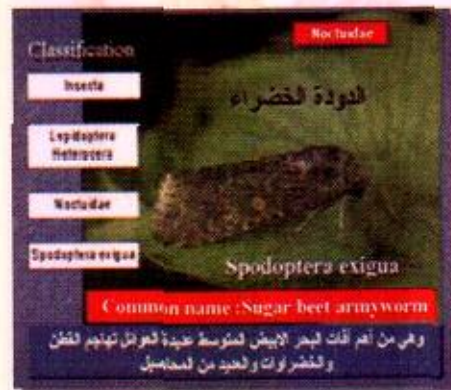 Noctuidae
Classification
Insecta
الدودة الخضراء
Lepidoptera
Heterocera
Noctuidae
Spodoptera exigua
Spodoptera exigua
Common name :Sugar beet armyworm
وهي من أهم آفات البحر الابيض المتوسط عديدة العوائل تهاجم القطن
والخضراوات والعديد من المحاصيل